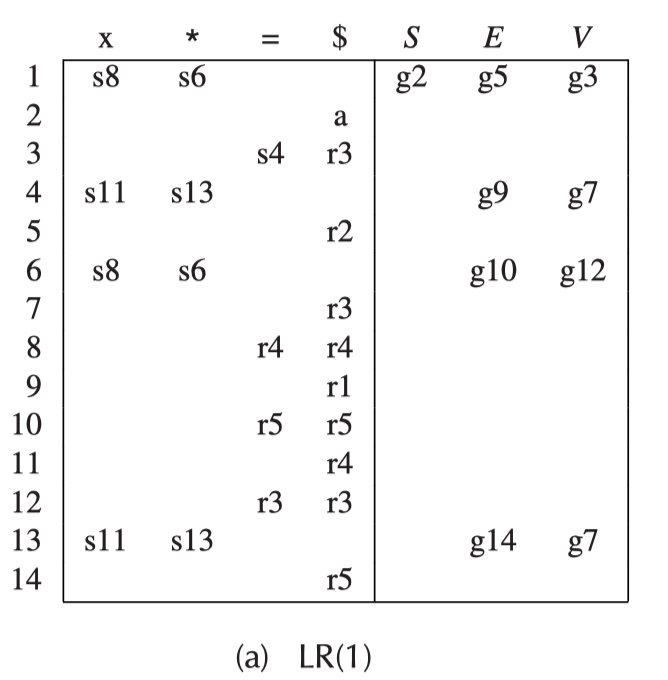 x * = $ S E V
1 s8 s6 g2 g5 g3
2 a
3 s4 r3
4 s11 s13 g9 g7
5 r2
6 s8 s6 g10 g12
7 r3
8 r4 r4
9 r1
10 r5 r5
11 r4
12 r3 r3
13 s11 s13 g14 g7
14 r5
(a) LR(1)